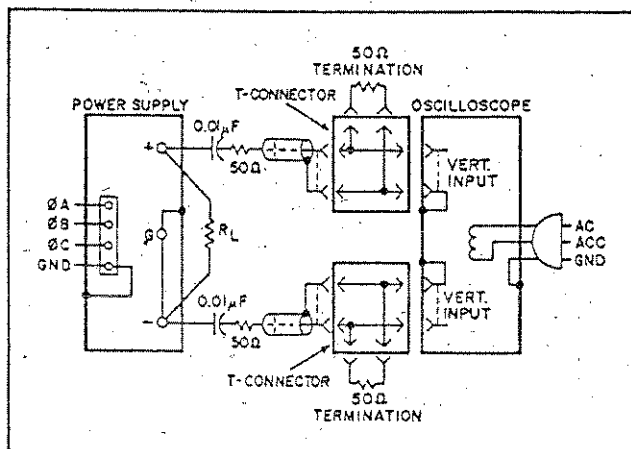 50Ω
TERMINATION
T-CONNECTOR
POWER SUPPLY
OSCILLOSCOPE
0.01µF
+
50Ω
VERT.
INPUT
ØA
ØB
ØC
GND
G
RL
AC
ACC
GND
0.01µF
VERT.
INPUT
-
50Ω
T-CONNECTOR
50Ω
TERMINATION